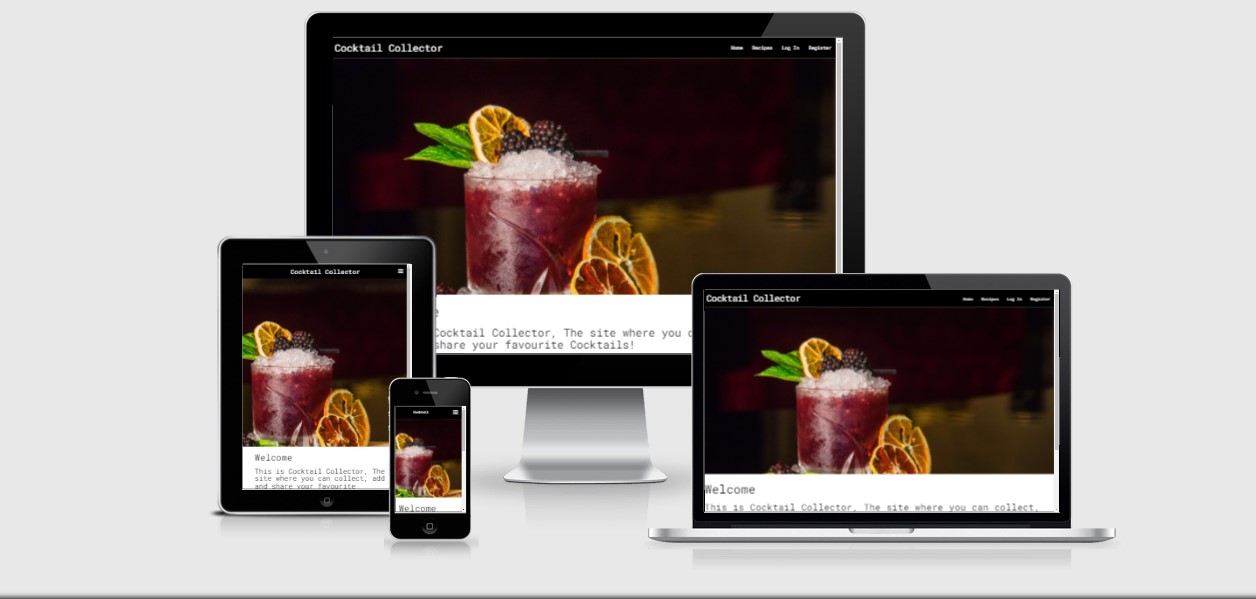 Cocktail Collector
Home Recipes Log In Register
e
Cocktail Collector, The site where you c
share your favourite Cocktails!
Cocktail Collector
Welcome
This is Cocktail Collector, The
site where you can collect, add
and share your favourite
Cocktail
Welcome
Cocktail Collector
Home Recipes Log In Register
Welcome
This is Cocktail Collector, The site where you can collect,